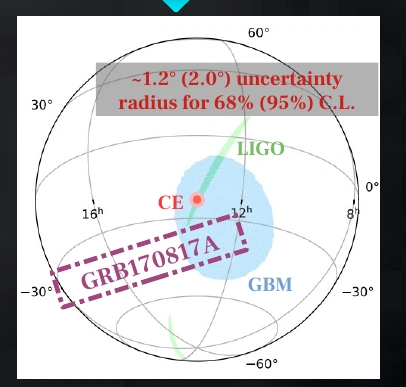 60°
~1.2° (2.0°) uncertainty
radius for 68% (95%) C.L.
30°
LIGO
0°
CE
16h
12h
8h
GRB170817A
−30°
GBM
−30°
−60°